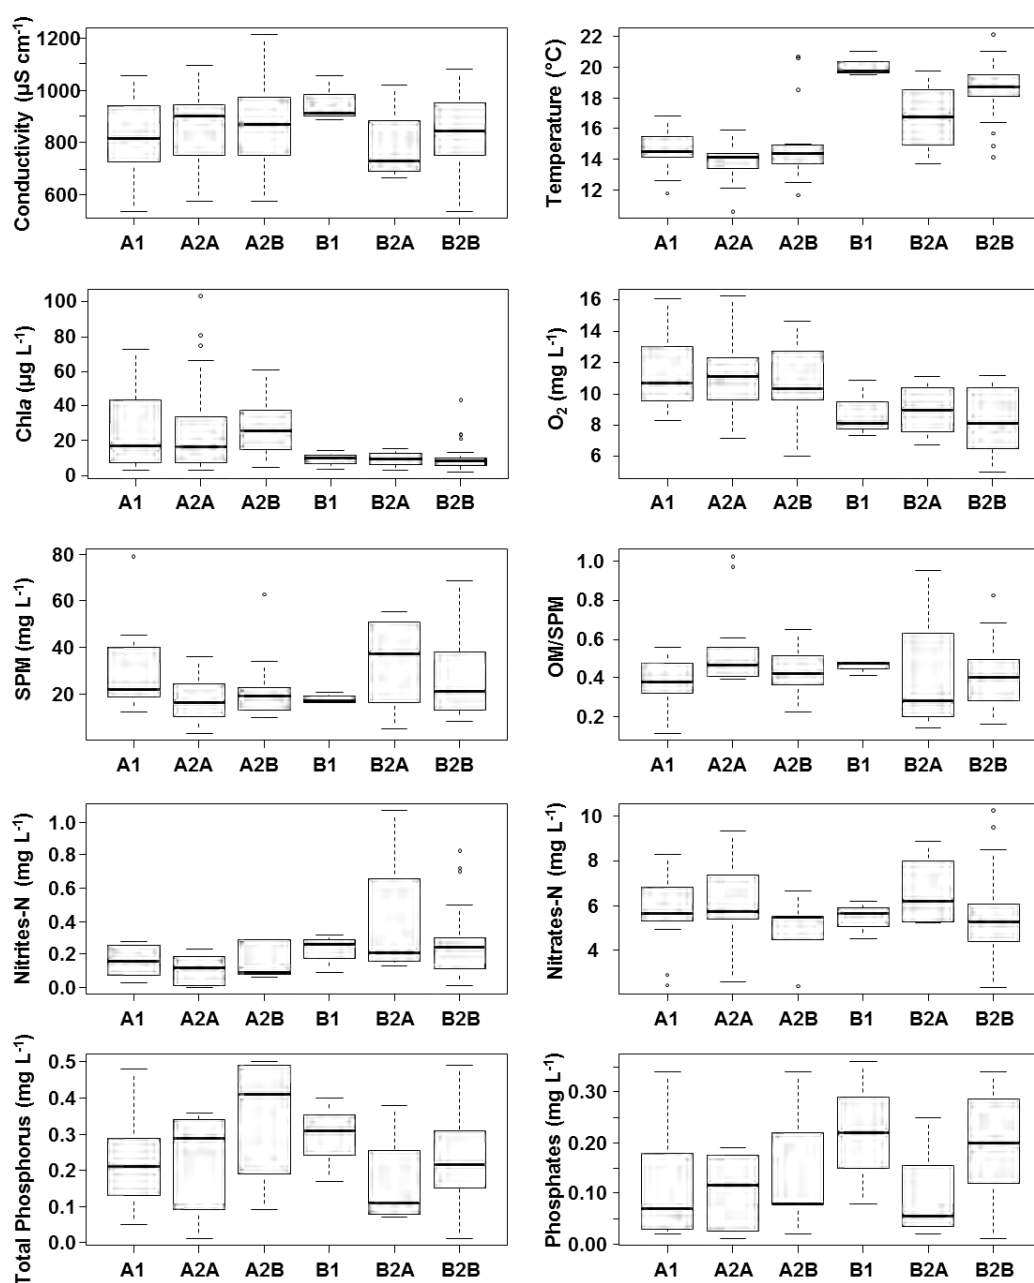 Conductivity (µS cm-1)
1200
1000
800
600
A1 A2A A2B B1 B2A B2B
Temperature (°C)
22
20
18
16
14
12
A1 A2A A2B B1 B2A B2B
Chla (µg L-1)
100
80
60
40
20
0
A1 A2A A2B B1 B2A B2B
O2 (mg L-1)
16
14
12
10
8
6
A1 A2A A2B B1 B2A B2B
SPM (mg L-1)
80
60
40
20
A1 A2A A2B B1 B2A B2B
OM/SPM
1.0
0.8
0.6
0.4
0.2
A1 A2A A2B B1 B2A B2B
Nitrites-N (mg L-1)
1.0
0.8
0.6
0.4
0.2
0.0
A1 A2A A2B B1 B2A B2B
Nitrates-N (mg L-1)
10
8
6
4
A1 A2A A2B B1 B2A B2B
Total Phosphorus (mg L-1)
0.5
0.4
0.3
0.2
0.1
0.0
A1 A2A A2B B1 B2A B2B
Phosphates (mg L-1)
0.30
0.20
0.10
0.00
A1 A2A A2B B1 B2A B2B